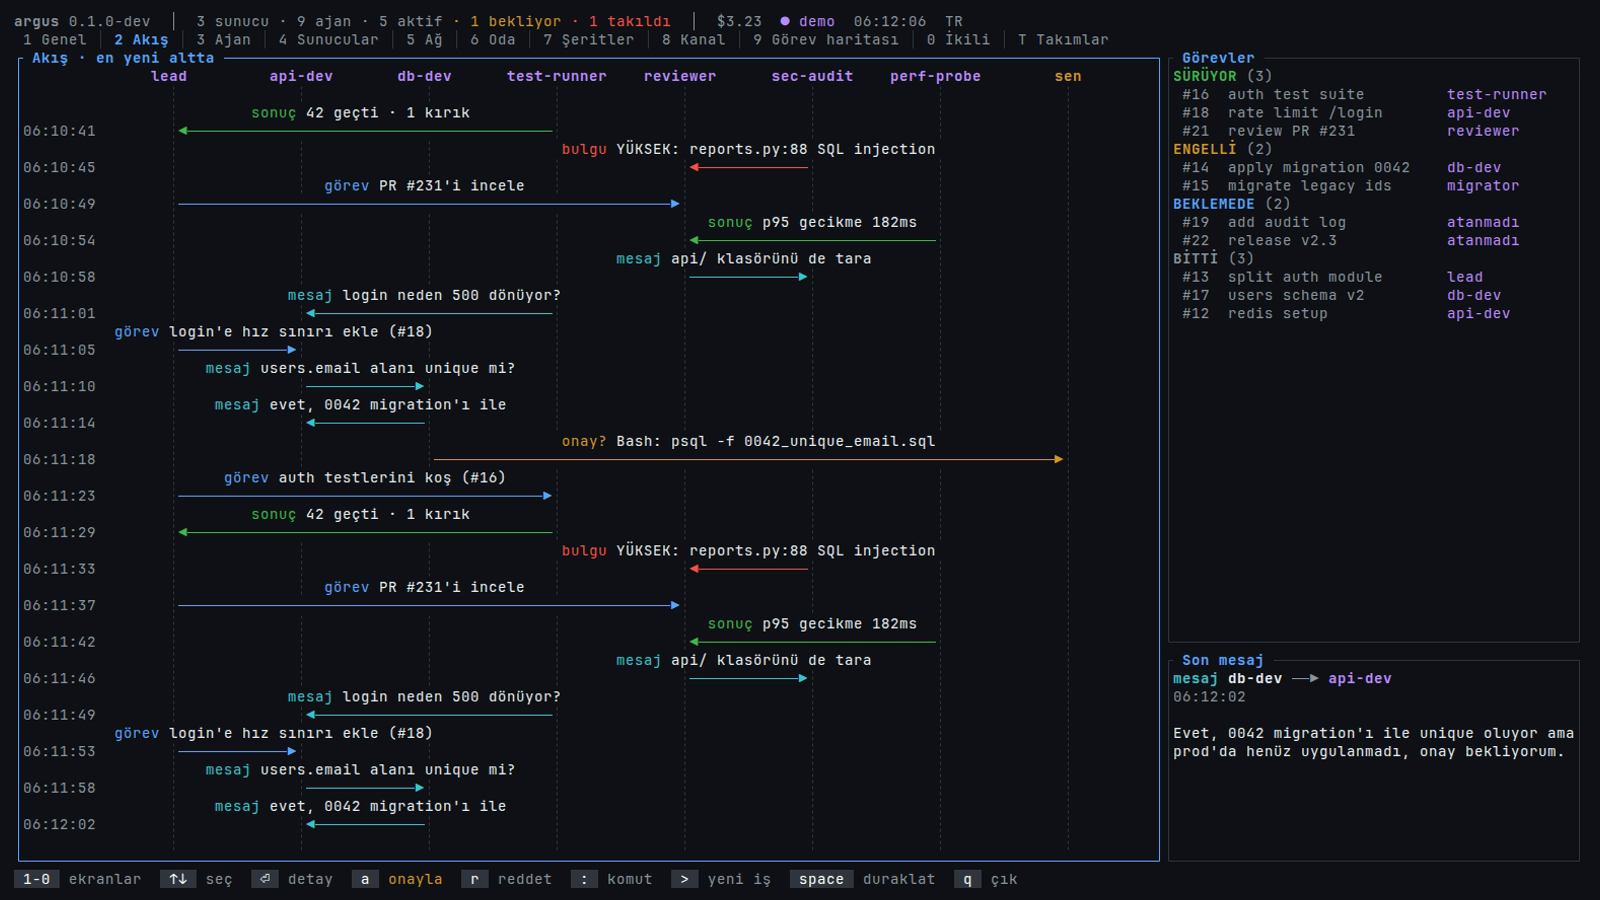 argus 0.1.0-dev │ 3 sunucu · 9 ajan · 5 aktif · 1 bekliyor · 1 takıldı │ $3.23 ● demo 06:12:06 TR
1 Genel │ 2 Akış │ 3 Ajan │ 4 Sunucular │ 5 Ağ │ 6 Oda │ 7 Şeritler │ 8 Kanal │ 9 Görev haritası │ 0 İkili │ T Takımlar
Akış · en yeni altta
lead api-dev db-dev test-runner reviewer sec-audit perf-probe sen
sonuç 42 geçti · 1 kırık
06:10:41
bulgu YÜKSEK: reports.py:88 SQL injection
06:10:45
görev PR #231'i incele
06:10:49
sonuç p95 gecikme 182ms
06:10:54
mesaj api/ klasörünü de tara
06:10:58
mesaj login neden 500 dönüyor?
06:11:01
görev login'e hız sınırı ekle (#18)
06:11:05
mesaj users.email alanı unique mi?
06:11:10
mesaj evet, 0042 migration'ı ile
06:11:14
onay? Bash: psql -f 0042_unique_email.sql
06:11:18
görev auth testlerini koş (#16)
06:11:23
sonuç 42 geçti · 1 kırık
06:11:29
bulgu YÜKSEK: reports.py:88 SQL injection
06:11:33
görev PR #231'i incele
06:11:37
sonuç p95 gecikme 182ms
06:11:42
mesaj api/ klasörünü de tara
06:11:46
mesaj login neden 500 dönüyor?
06:11:49
görev login'e hız sınırı ekle (#18)
06:11:53
mesaj users.email alanı unique mi?
06:11:58
mesaj evet, 0042 migration'ı ile
06:12:02
Görevler
SÜRÜYOR (3)
#16 auth test suite test-runner
#18 rate limit /login api-dev
#21 review PR #231 reviewer
ENGELLİ (2)
#14 apply migration 0042 db-dev
#15 migrate legacy ids migrator
BEKLEMEDE (2)
#19 add audit log atanmadı
#22 release v2.3 atanmadı
BİTTİ (3)
#13 split auth module lead
#17 users schema v2 db-dev
#12 redis setup api-dev
Son mesaj
mesaj db-dev ──▶ api-dev
06:12:02
Evet, 0042 migration'ı ile unique oluyor ama
prod'da henüz uygulanmadı, onay bekliyorum.
1-0 ekranlar ↑↓ seç ⏎ detay a onayla r reddet : komut > yeni iş space duraklat q çık